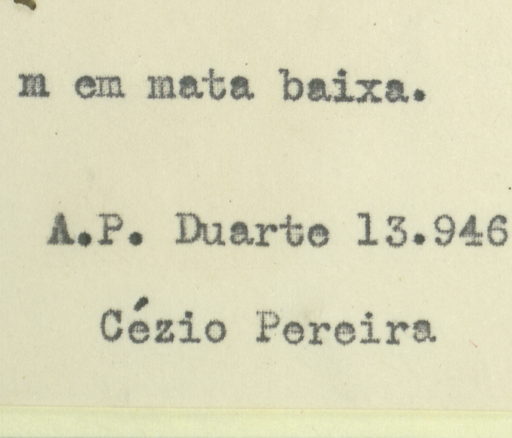 m em mata baixa.
A.P. Duarte 13.946
Cézio Pereira